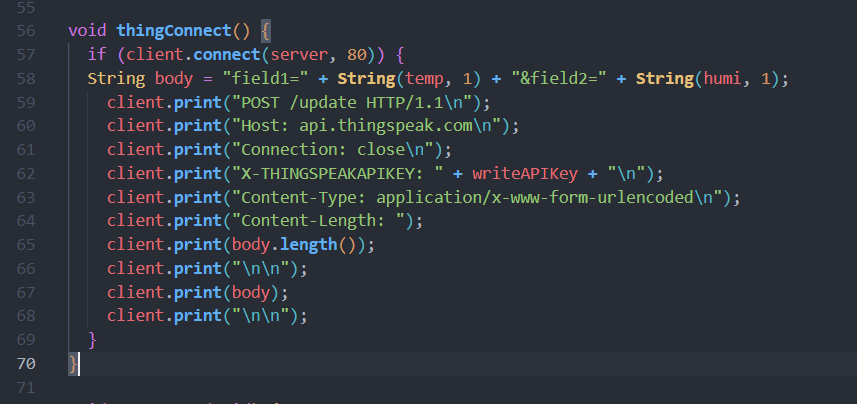 55
56 void thingConnect() {
57 if (client.connect(server, 80)) {
58 String body = "field1=" + String(temp, 1) + "&field2=" + String(humi, 1);
59 client.print("POST /update HTTP/1.1\n");
60 client.print("Host: api.thingspeak.com\n");
61 client.print("Connection: close\n");
62 client.print("X-THINGSPEAKAPIKEY: " + writeAPIKey + "\n");
63 client.print("Content-Type: application/x-www-form-urlencoded\n");
64 client.print("Content-Length: ");
65 client.print(body.length());
66 client.print("\n\n");
67 client.print(body);
68 client.print("\n\n");
69 }
70 }
71